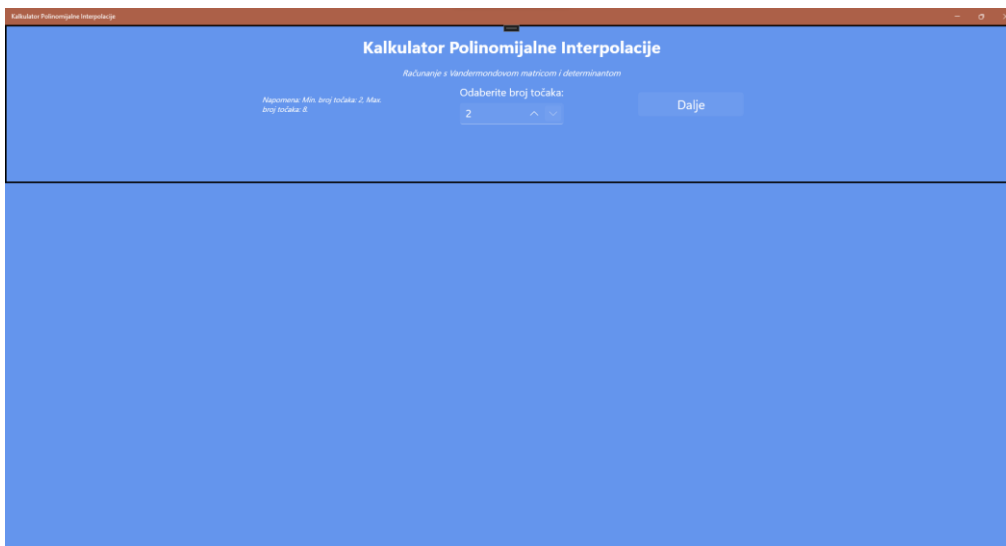 Kalkulator Polinomijalne Interpolacije
Kalkulator Polinomijalne Interpolacije
Računanje s Vandermondovom matricom i determinantom
Napomena: Min. broj točaka: 2, Max.
broj točaka: 8.
Odaberite broj točaka:
2
Dalje